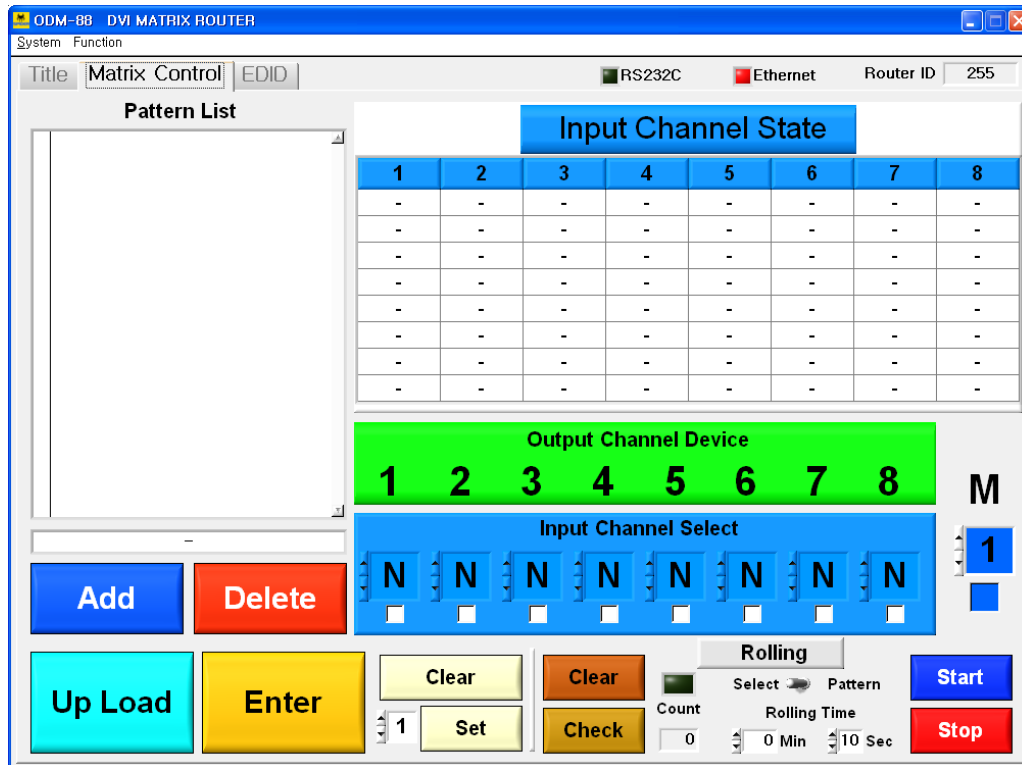 ODM-88 DVI MATRIX ROUTER
System Function
Title Matrix Control EDID RS232C Ethernet Router ID 255
Pattern List
Input Channel State
1 2 3 4 5 6 7 8
- - - - - - - -
- - - - - - - -
- - - - - - - -
- - - - - - - -
- - - - - - - -
- - - - - - - -
- - - - - - - -
- - - - - - - -
–
Add Delete
Output Channel Device
1 2 3 4 5 6 7 8
Input Channel Select
N N N N N N N N
M
1
Up Load Enter
Clear
1 Set
Clear
Check
Count
0
Rolling
Select Pattern
Rolling Time
0 Min 10 Sec
Start
Stop